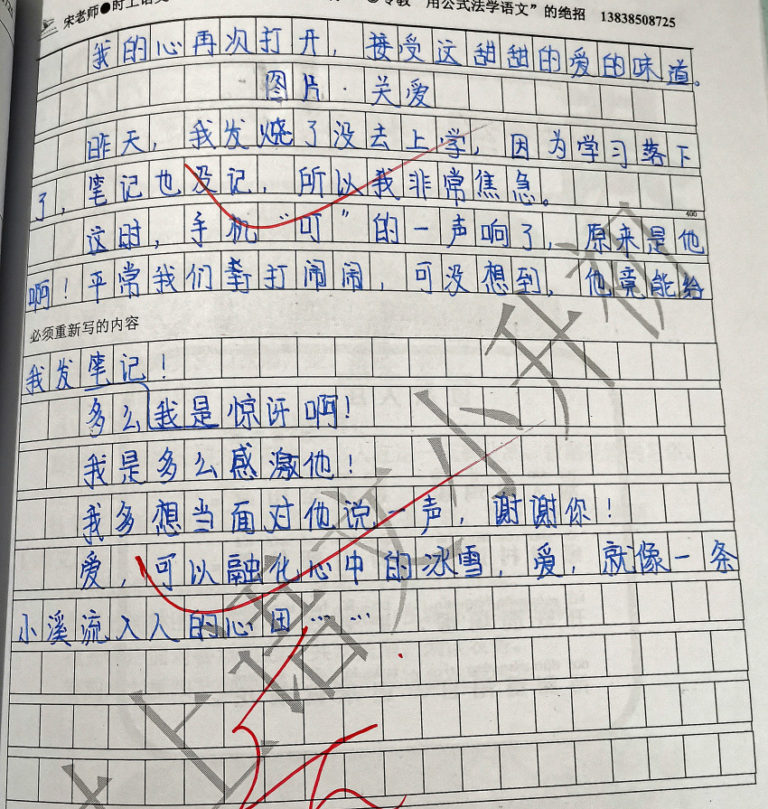 宋老师●时上语文 专教“用公式法学语文”的绝招 13838508725
我的心再次打开，接受这甜甜的爱的味道。
图片·关爱
昨天，我发烧了没去上学，因为学习落下
了，笔记也没记，所以我非常焦急。
400
这时，手机“叮”的一声响了，原来是他
啊！平常我们打闹闹，可没想到，他竟能给
必须重新写的内容
我发笔记！
多么我是惊讶啊！
我是多么感激他！
我多想当面对他说一声，谢谢你！
爱，可以融化心中的冰雪，爱，就像一条
小溪流入人的心田……
上语文小升初